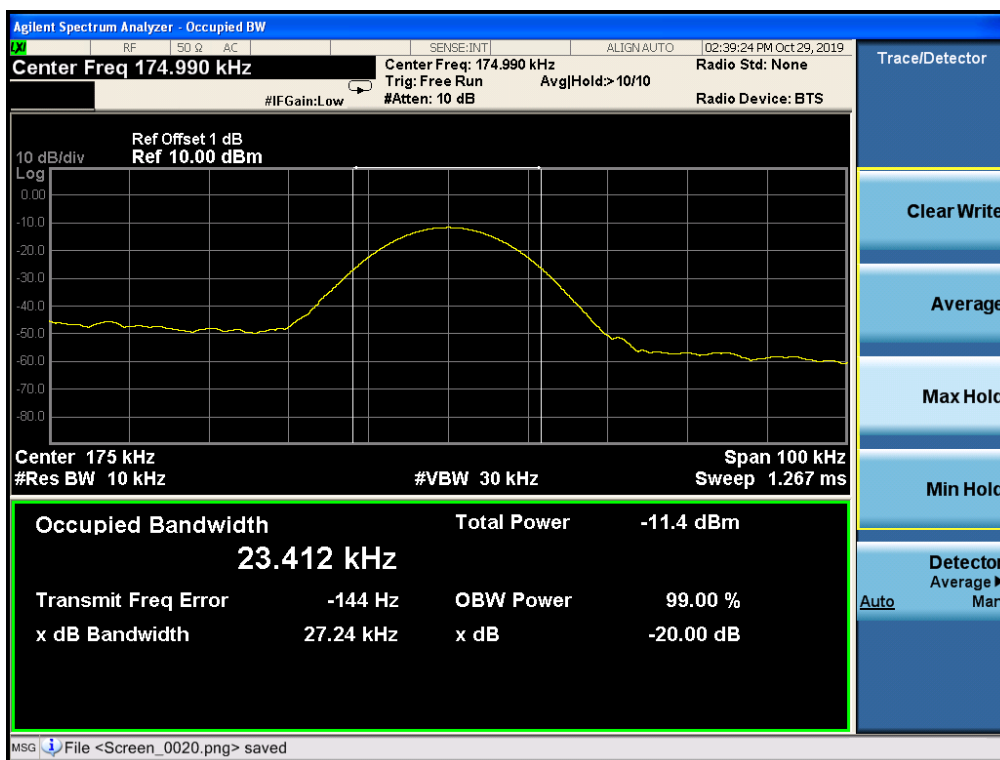 Agilent Spectrum Analyzer - Occupied BW
LXI RF 50 Ω AC SENSE:INT ALIGN AUTO 02:39:24 PM Oct 29, 2019
Center Freq 174.990 kHz
Center Freq: 174.990 kHz Radio Std: None
Trig: Free Run Avg|Hold:> 10/10
#IFGain:Low #Atten: 10 dB Radio Device: BTS
Ref Offset 1 dB
10 dB/div Ref 10.00 dBm
Log
0.00
-10.0
-20.0
-30.0
-40.0
-50.0
-60.0
-70.0
-80.0
Center 175 kHz Span 100 kHz
#Res BW 10 kHz #VBW 30 kHz Sweep 1.267 ms
Occupied Bandwidth Total Power -11.4 dBm
23.412 kHz
Transmit Freq Error -144 Hz OBW Power 99.00 %
x dB Bandwidth 27.24 kHz x dB -20.00 dB
MSG File <Screen_0020.png> saved
Trace/Detector
Clear Write
Average
Max Hold
Min Hold
Detector
Average
Auto Man